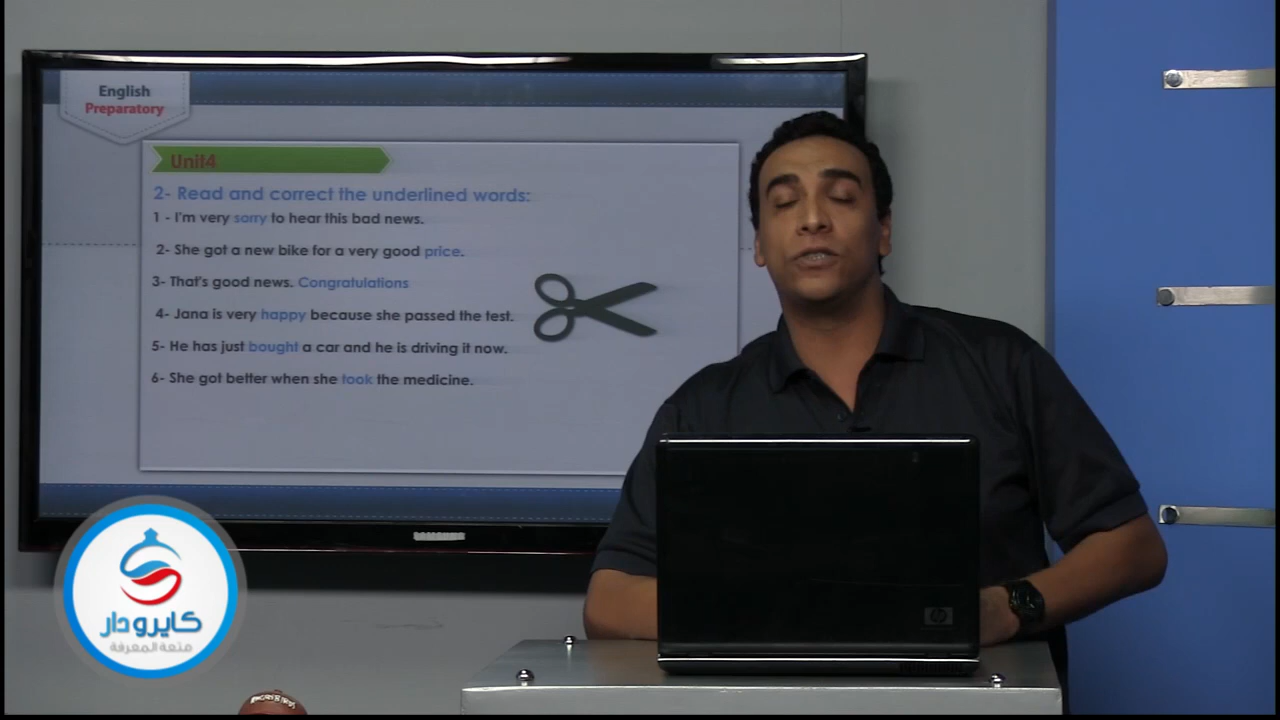 English
Preparatory
Unit4
2- Read and correct the underlined words:
1 - I'm very sorry to hear this bad news.
2- She got a new bike for a very good price.
3- That's good news. Congratulations
4- Jana is very happy because she passed the test.
5- He has just bought a car and he is driving it now.
6- She got better when she took the medicine.
SAMSUNG
hp
كايرودار
متعة المعرفة